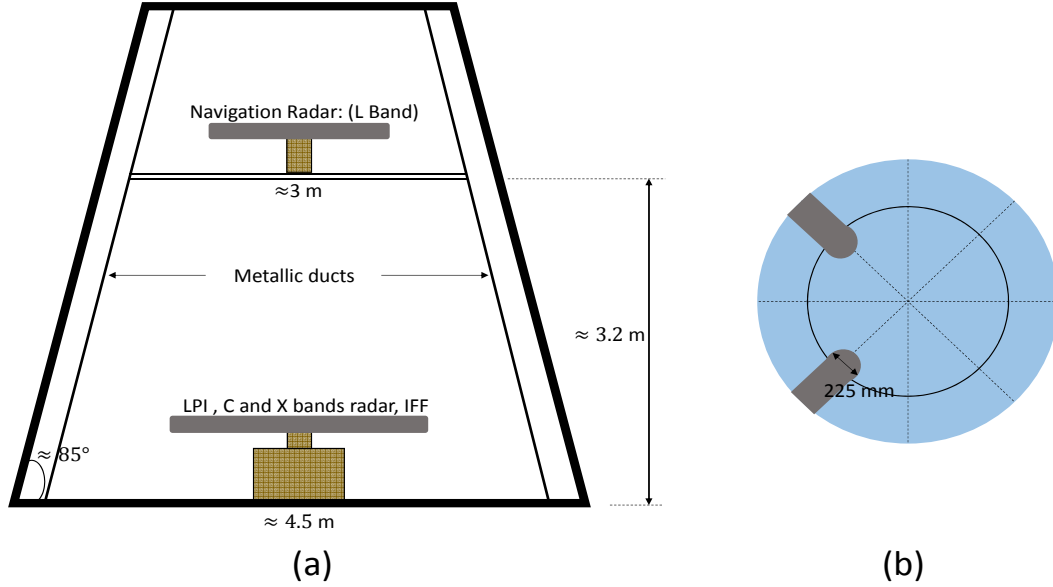 Navigation Radar: (L Band)
≈3 m
Metallic ducts
≈ 3.2 m
225 mm
LPI , C and X bands radar, IFF
≈ 85°
≈ 4.5 m
(a)
(b)